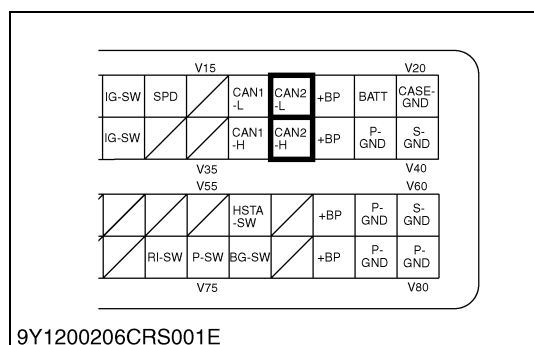 V15 V20
IG-SW SPD CAN1 -L CAN2 -L +BP BATT CASE- GND
IG-SW CAN1 -H CAN2 -H +BP P- GND S- GND
V35 V40
V55 V60
HSTA -SW +BP P- GND S- GND
RI-SW P-SW BG-SW +BP P- GND P- GND
V75 V80
9Y1200206CRS001E